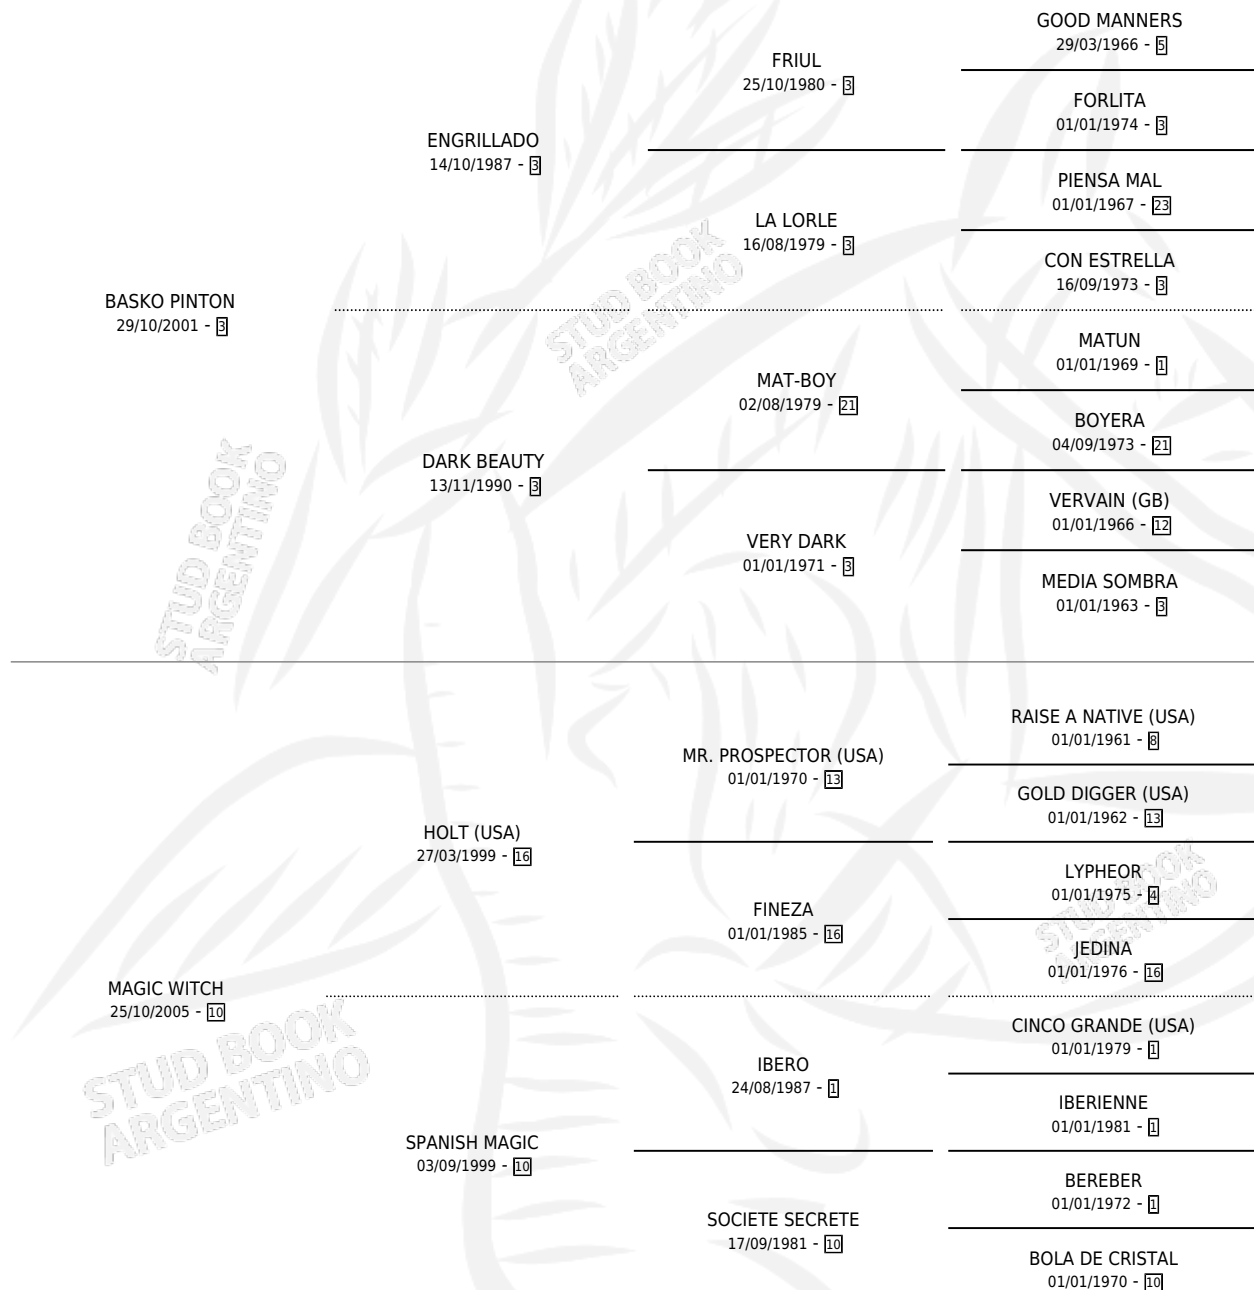 GOOD MANNERS
29/03/1966 - 5
FRIUL
25/10/1980 - 3
FORLITA
01/01/1974 - 3
ENGRILLADO
14/10/1987 - 3
PIENSA MAL
01/01/1967 - 23
LA LORLE
16/08/1979 - 3
CON ESTRELLA
16/09/1973 - 3
BASKO PINTON
29/10/2001 - 3
MATUN
01/01/1969 - 1
MAT-BOY
02/08/1979 - 21
BOYERA
04/09/1973 - 21
DARK BEAUTY
13/11/1990 - 3
VERVAIN (GB)
01/01/1966 - 12
VERY DARK
01/01/1971 - 3
MEDIA SOMBRA
01/01/1963 - 3
STUD BOOK
ARGENTINO
STUD BOOK
ARGENTINO
RAISE A NATIVE (USA)
01/01/1961 - 8
MR. PROSPECTOR (USA)
01/01/1970 - 13
GOLD DIGGER (USA)
01/01/1962 - 13
HOLT (USA)
27/03/1999 - 16
LYPHEOR
01/01/1975 - 4
FINEZA
01/01/1985 - 16
JEDINA
01/01/1976 - 16
MAGIC WITCH
25/10/2005 - 10
CINCO GRANDE (USA)
01/01/1979 - 1
IBERO
24/08/1987 - 1
IBERIENNE
01/01/1981 - 1
SPANISH MAGIC
03/09/1999 - 10
BEREBER
01/01/1972 - 1
SOCIETE SECRETE
17/09/1981 - 10
BOLA DE CRISTAL
01/01/1970 - 10
STUD BOOK
ARGENTINO
STUD BOOK
ARGENTINO